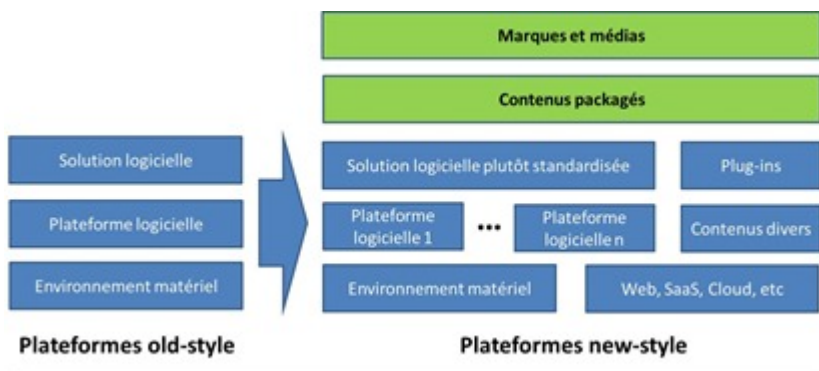 Marques et médias
Contenus packagés
Solution logicielle
Solution logicielle plutôt standardisée
Plug-ins
Plateforme logicielle
Plateforme
logicielle 1
...
Plateforme
logicielle n
Contenus divers
Environnement matériel
Environnement matériel
Web, SaaS, Cloud, etc
Plateformes old-style
Plateformes new-style